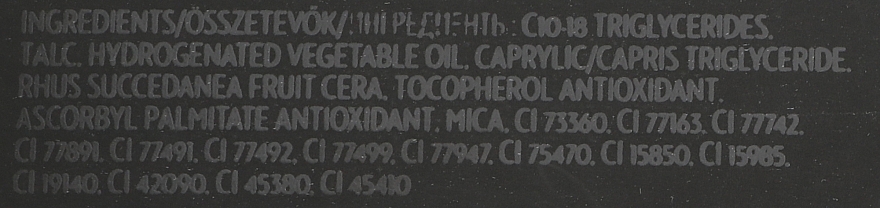 INGREDIENTS/ÖSSZETEVŐK/ИНГРЕДІЄНТЬ: C10-18 TRIGLYCERIDES,
TALC, HYDROGENATED VEGETABLE OIL, CAPRYLIC/CAPRIS TRIGLYCERIDE,
RHUS SUCCEDANEA FRUIT CERA, TOCOPHEROL ANTIOXIDANT,
ASCORBYL PALMITATE ANTIOXIDANT, MICA, CI 73360, CI 77163, CI 77742,
CI 77891, CI 77491, CI 77492, CI 77499, CI 77947, CI 75470, CI 15850, CI 15985,
CI 19140, CI 42090, CI 45380, CI 45410